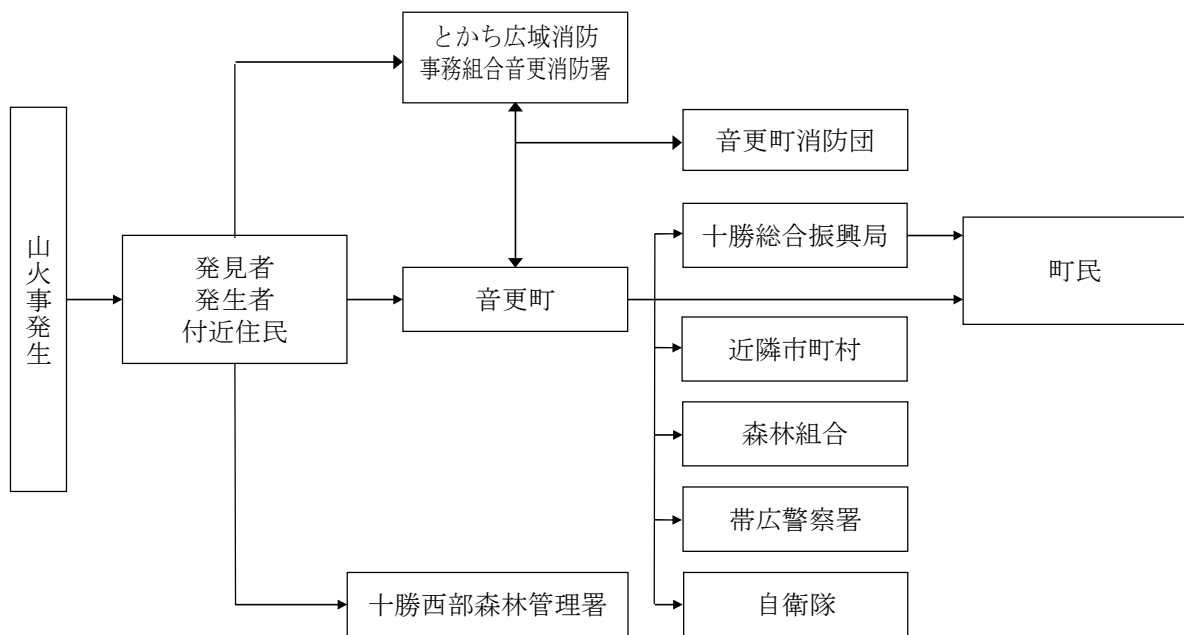 とかち広域消防
事務組合音更消防署
音更町消防団
山火事発生
発見者
発生者
付近住民
音更町
十勝総合振興局
町民
近隣市町村
森林組合
帯広警察署
十勝西部森林管理署
自衛隊